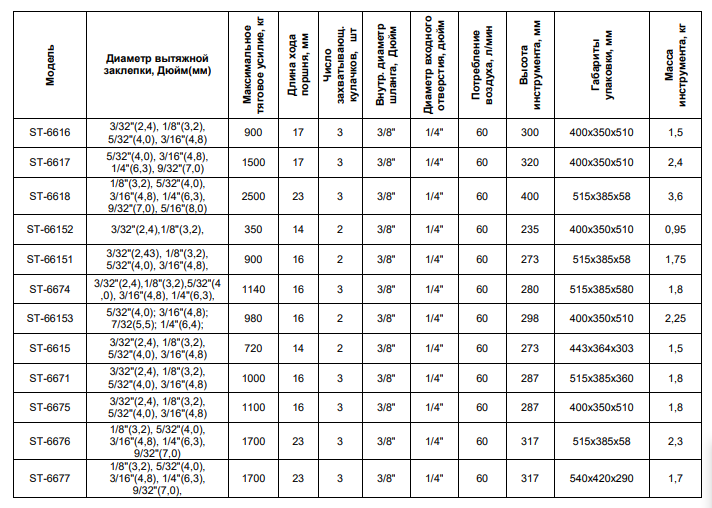 Модель
Диаметр вытяжной
заклепки, Дюйм(мм)
Максимальное
тяговое усилие, кг
Длина хода
поршня, мм
Число
захватывающ.
кулачков, шт
Внутр. диаметр
шланга, Дюйм
Диаметр входного
отверстия, дюйм
Потребление
воздуха, л/мин
Высота
инструмента, мм
Габариты
упаковки, мм
Масса
инструмента, кг
ST-6616
3/32"(2,4), 1/8"(3,2),
5/32"(4,0), 3/16"(4,8)
900 17 3 3/8" 1/4" 60 300 400x350x510 1,5
ST-6617
5/32"(4,0), 3/16"(4,8),
1/4"(6,3), 9/32"(7,0)
1500 17 3 3/8" 1/4" 60 320 400x350x510 2,4
ST-6618
1/8"(3,2), 5/32"(4,0),
3/16"(4,8), 1/4"(6,3),
9/32"(7,0), 5/16"(8,0)
2500 23 3 3/8" 1/4" 60 400 515x385x58 3,6
ST-66152 3/32"(2,4),1/8"(3,2), 350 14 2 3/8" 1/4" 60 235 400x350x510 0,95
ST-66151
3/32"(2,43), 1/8"(3,2),
5/32"(4,0), 3/16"(4,8),
900 16 2 3/8" 1/4" 60 273 515x385x58 1,75
ST-6674
3/32"(2,4),1/8"(3,2),5/32"(4
,0), 3/16"(4,8), 1/4"(6,3),
1140 16 3 3/8" 1/4" 60 280 515x385x580 1,8
ST-66153
5/32"(4,0); 3/16"(4,8);
7/32(5,5); 1/4"(6,4);
980 16 2 3/8" 1/4" 60 298 400x350x510 2,25
ST-6615
3/32"(2,4), 1/8"(3,2),
5/32"(4,0), 3/16"(4,8)
720 14 2 3/8" 1/4" 60 273 443x364x303 1,5
ST-6671
3/32"(2,4), 1/8"(3,2),
5/32"(4,0), 3/16"(4,8)
1000 16 3 3/8" 1/4" 60 287 515x385x360 1,8
ST-6675
3/32"(2,4), 1/8"(3,2),
5/32"(4,0), 3/16"(4,8)
1100 16 3 3/8" 1/4" 60 287 400x350x510 1,8
ST-6676
1/8"(3,2), 5/32"(4,0),
3/16"(4,8), 1/4"(6,3),
9/32"(7,0)
1700 23 3 3/8" 1/4" 60 317 515x385x58 2,3
ST-6677
1/8"(3,2), 5/32"(4,0),
3/16"(4,8), 1/4"(6,3),
9/32"(7,0),
1700 23 3 3/8" 1/4" 60 317 540x420x290 1,7